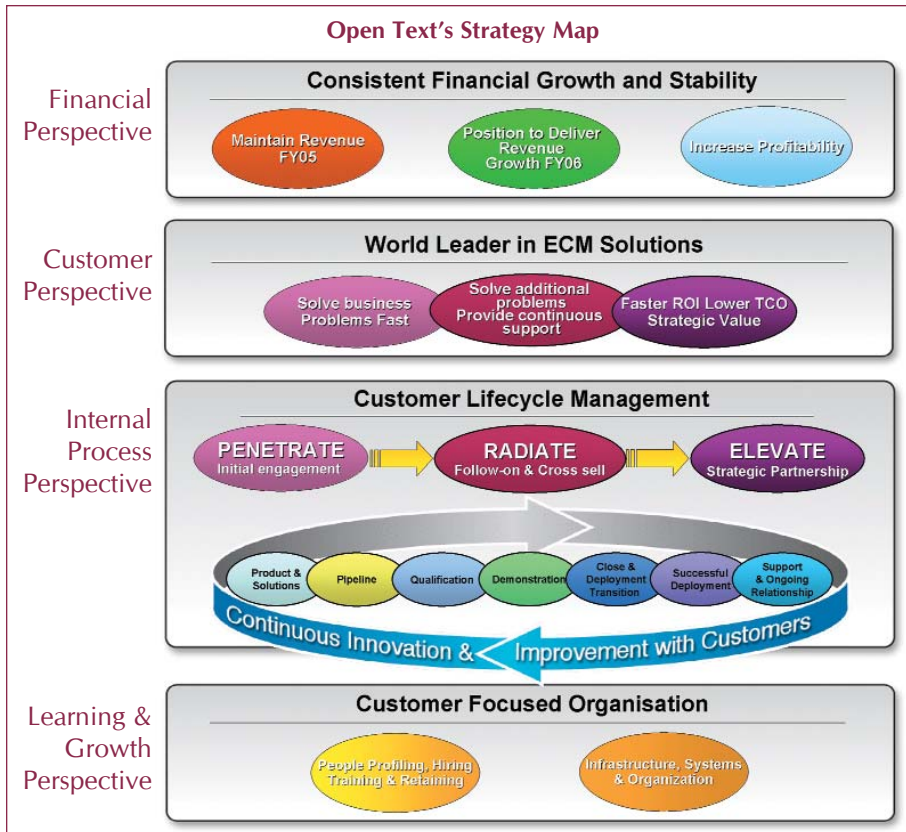 Open Text's Strategy Map
Financial
Perspective
Consistent Financial Growth and Stability
Maintain Revenue
FY05
Position to Deliver
Revenue
Growth FY06
Increase Profitability
Customer
Perspective
World Leader in ECM Solutions
Solve business
Problems Fast
Solve additional
problems
Provide continuous
support
Faster ROI Lower TCO
Strategic Value
Internal
Process
Perspective
Customer Lifecycle Management
PENETRATE
Initial engagement
RADIATE
Follow-on & Cross sell
ELEVATE
Strategic Partnership
Product &
Solutions
Pipeline
Qualification
Demonstration
Close &
Deployment
Transition
Successful
Deployment
Support
& Ongoing
Relationship
Continuous Innovation & Improvement with Customers
Learning &
Growth
Perspective
Customer Focused Organisation
People Profiling, Hiring
Training & Retaining
Infrastructure, Systems
& Organization